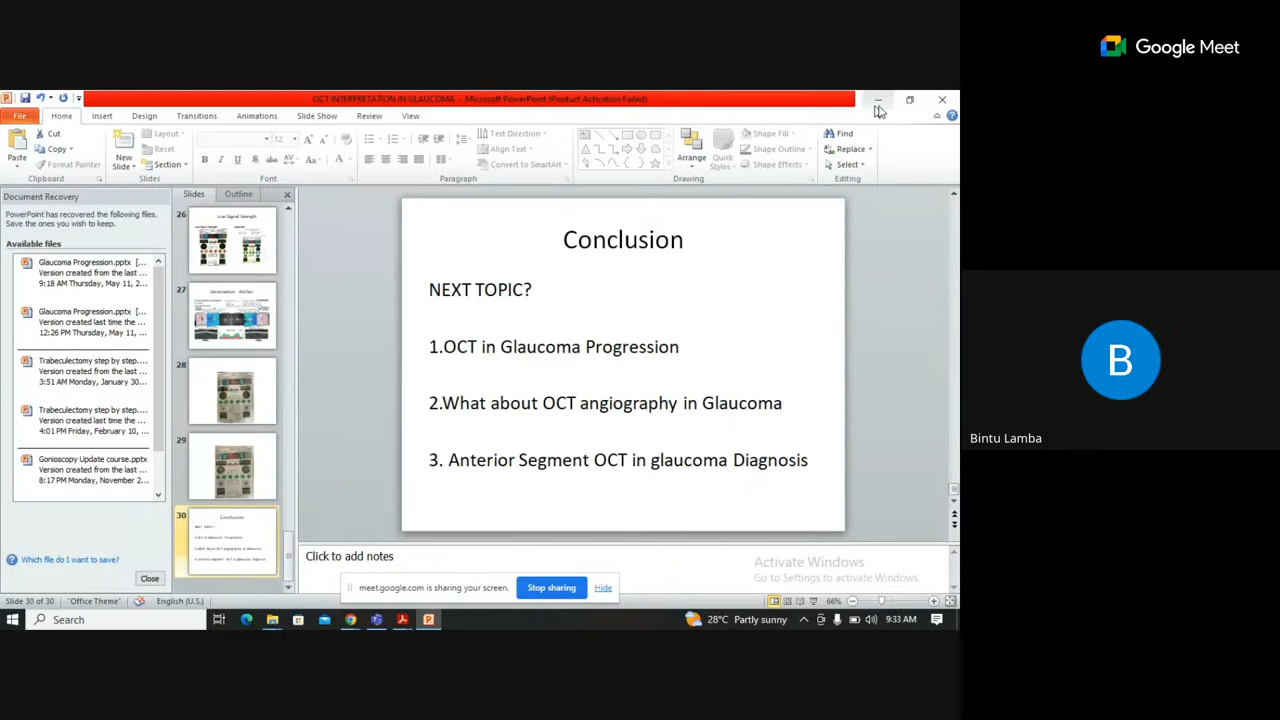 Google Meet
OCT INTERPRETATION IN GLAUCOMA - Microsoft PowerPoint (Product Activation Failed)
File Home Insert Design Transitions Animations Slide Show Review View
Paste
Cut
Copy
Format Painter
Clipboard
New
Slide
Layout
Reset
Section
Slides
12
Font
Paragraph
Text Direction
Align Text
Convert to SmartArt
Arrange
Quick
Styles
Shape Fill
Shape Outline
Shape Effects
Drawing
Find
Replace
Select
Editing
Document Recovery
PowerPoint has recovered the following files.
Save the ones you wish to keep.
Available files
Glaucoma Progression.pptx [...
Version created from the last ...
9:18 AM Thursday, May 11, 2...
Glaucoma Progression.pptx [...
Version created last time the ...
12:26 PM Thursday, May 11, ...
Trabeculectomy step by step....
Version created from the last ...
3:51 AM Monday, January 30...
Trabeculectomy step by step....
Version created last time the ...
4:01 PM Friday, February 10, ...
Gonioscopy Update course.pptx
Version created from the last ...
8:17 PM Monday, November 2...
Which file do I want to save?
Close
Slides Outline
26
Low Signal Strength
27
28
29
30
Conclusion
NEXT TOPIC?
1.OCT in Glaucoma Progression
2.What about OCT angiography in Glaucoma
3. Anterior Segment OCT in glaucoma Diagnosis
Click to add notes
Activate Windows
Go to Settings to activate Windows.
meet.google.com is sharing your screen.
Stop sharing
Hide
Slide 30 of 30
"Office Theme"
English (U.S.)
66%
Search
28°C Partly sunny
9:33 AM
B
Bintu Lamba